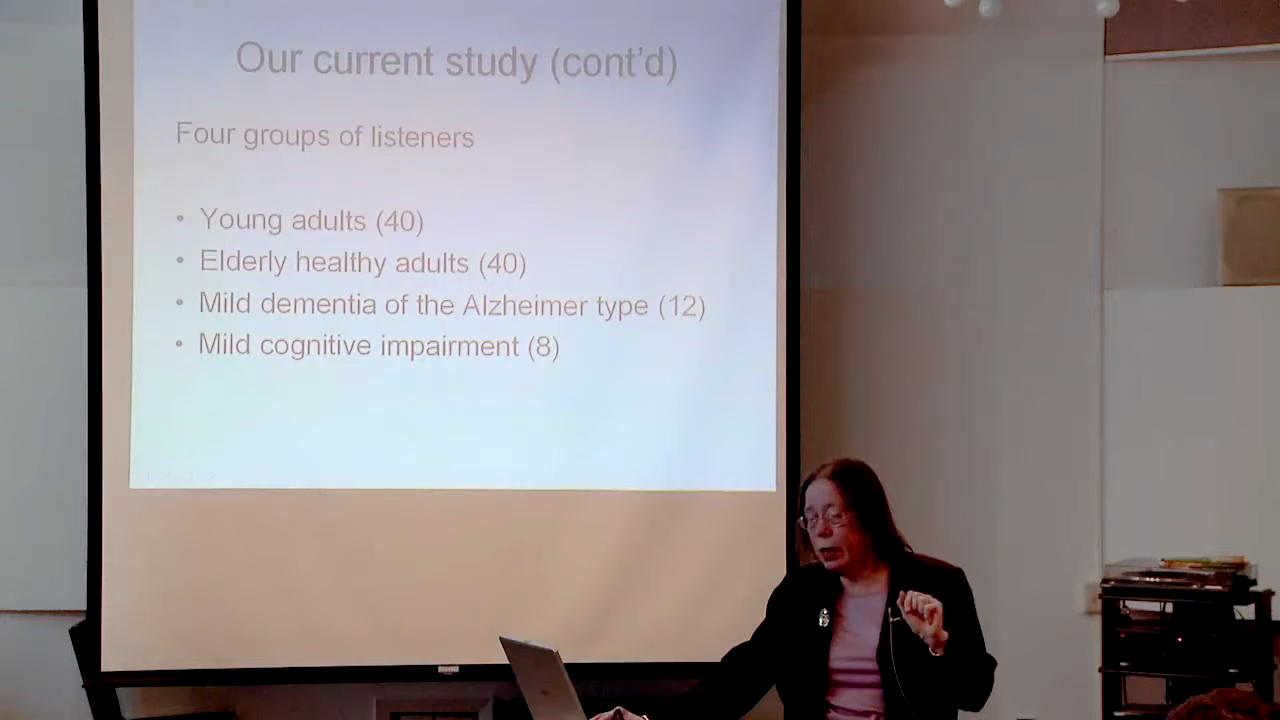 Our current study (cont'd)
Four groups of listeners
• Young adults (40)
• Elderly healthy adults (40)
• Mild dementia of the Alzheimer type (12)
• Mild cognitive impairment (8)